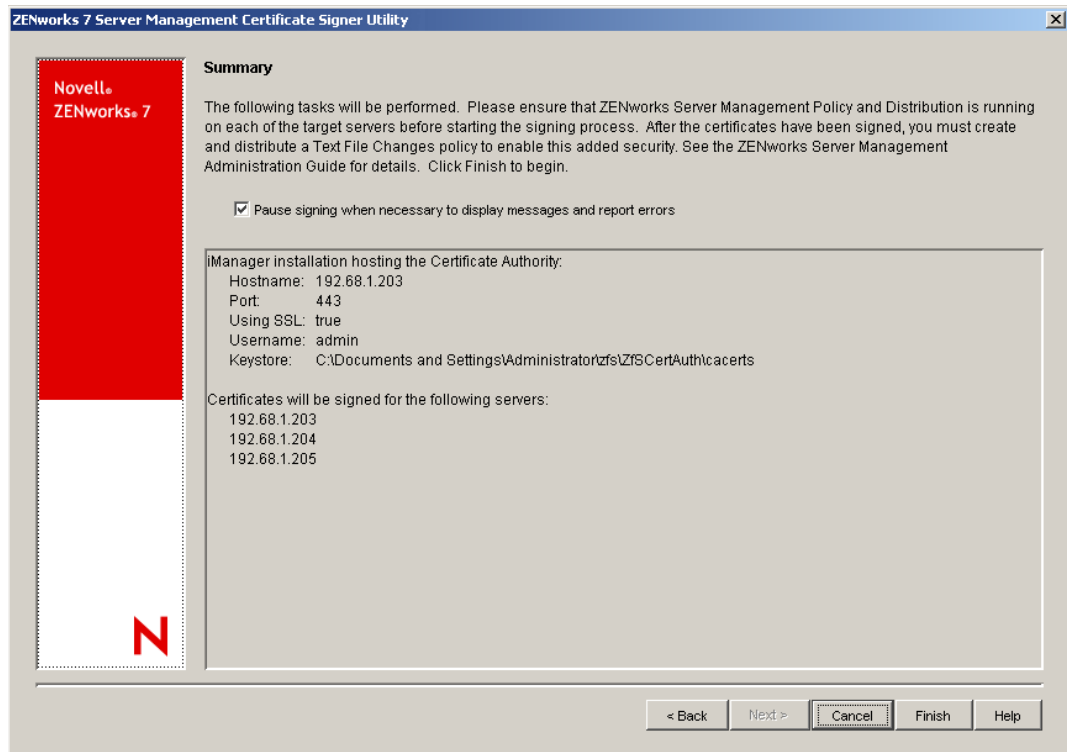 ZENworks 7 Server Management Certificate Signer Utility
Novell®
ZENworks® 7
Summary
The following tasks will be performed. Please ensure that ZENworks Server Management Policy and Distribution is running
on each of the target servers before starting the signing process. After the certificates have been signed, you must create
and distribute a Text File Changes policy to enable this added security. See the ZENworks Server Management
Administration Guide for details. Click Finish to begin.
Pause signing when necessary to display messages and report errors
iManager installation hosting the Certificate Authority:
Hostname: 192.68.1.203
Port: 443
Using SSL: true
Username: admin
Keystore: C:\Documents and Settings\Administrator\zfs\ZfSCertAuth\cacerts
Certificates will be signed for the following servers:
192.68.1.203
192.68.1.204
192.68.1.205
N
< Back Next > Cancel Finish Help